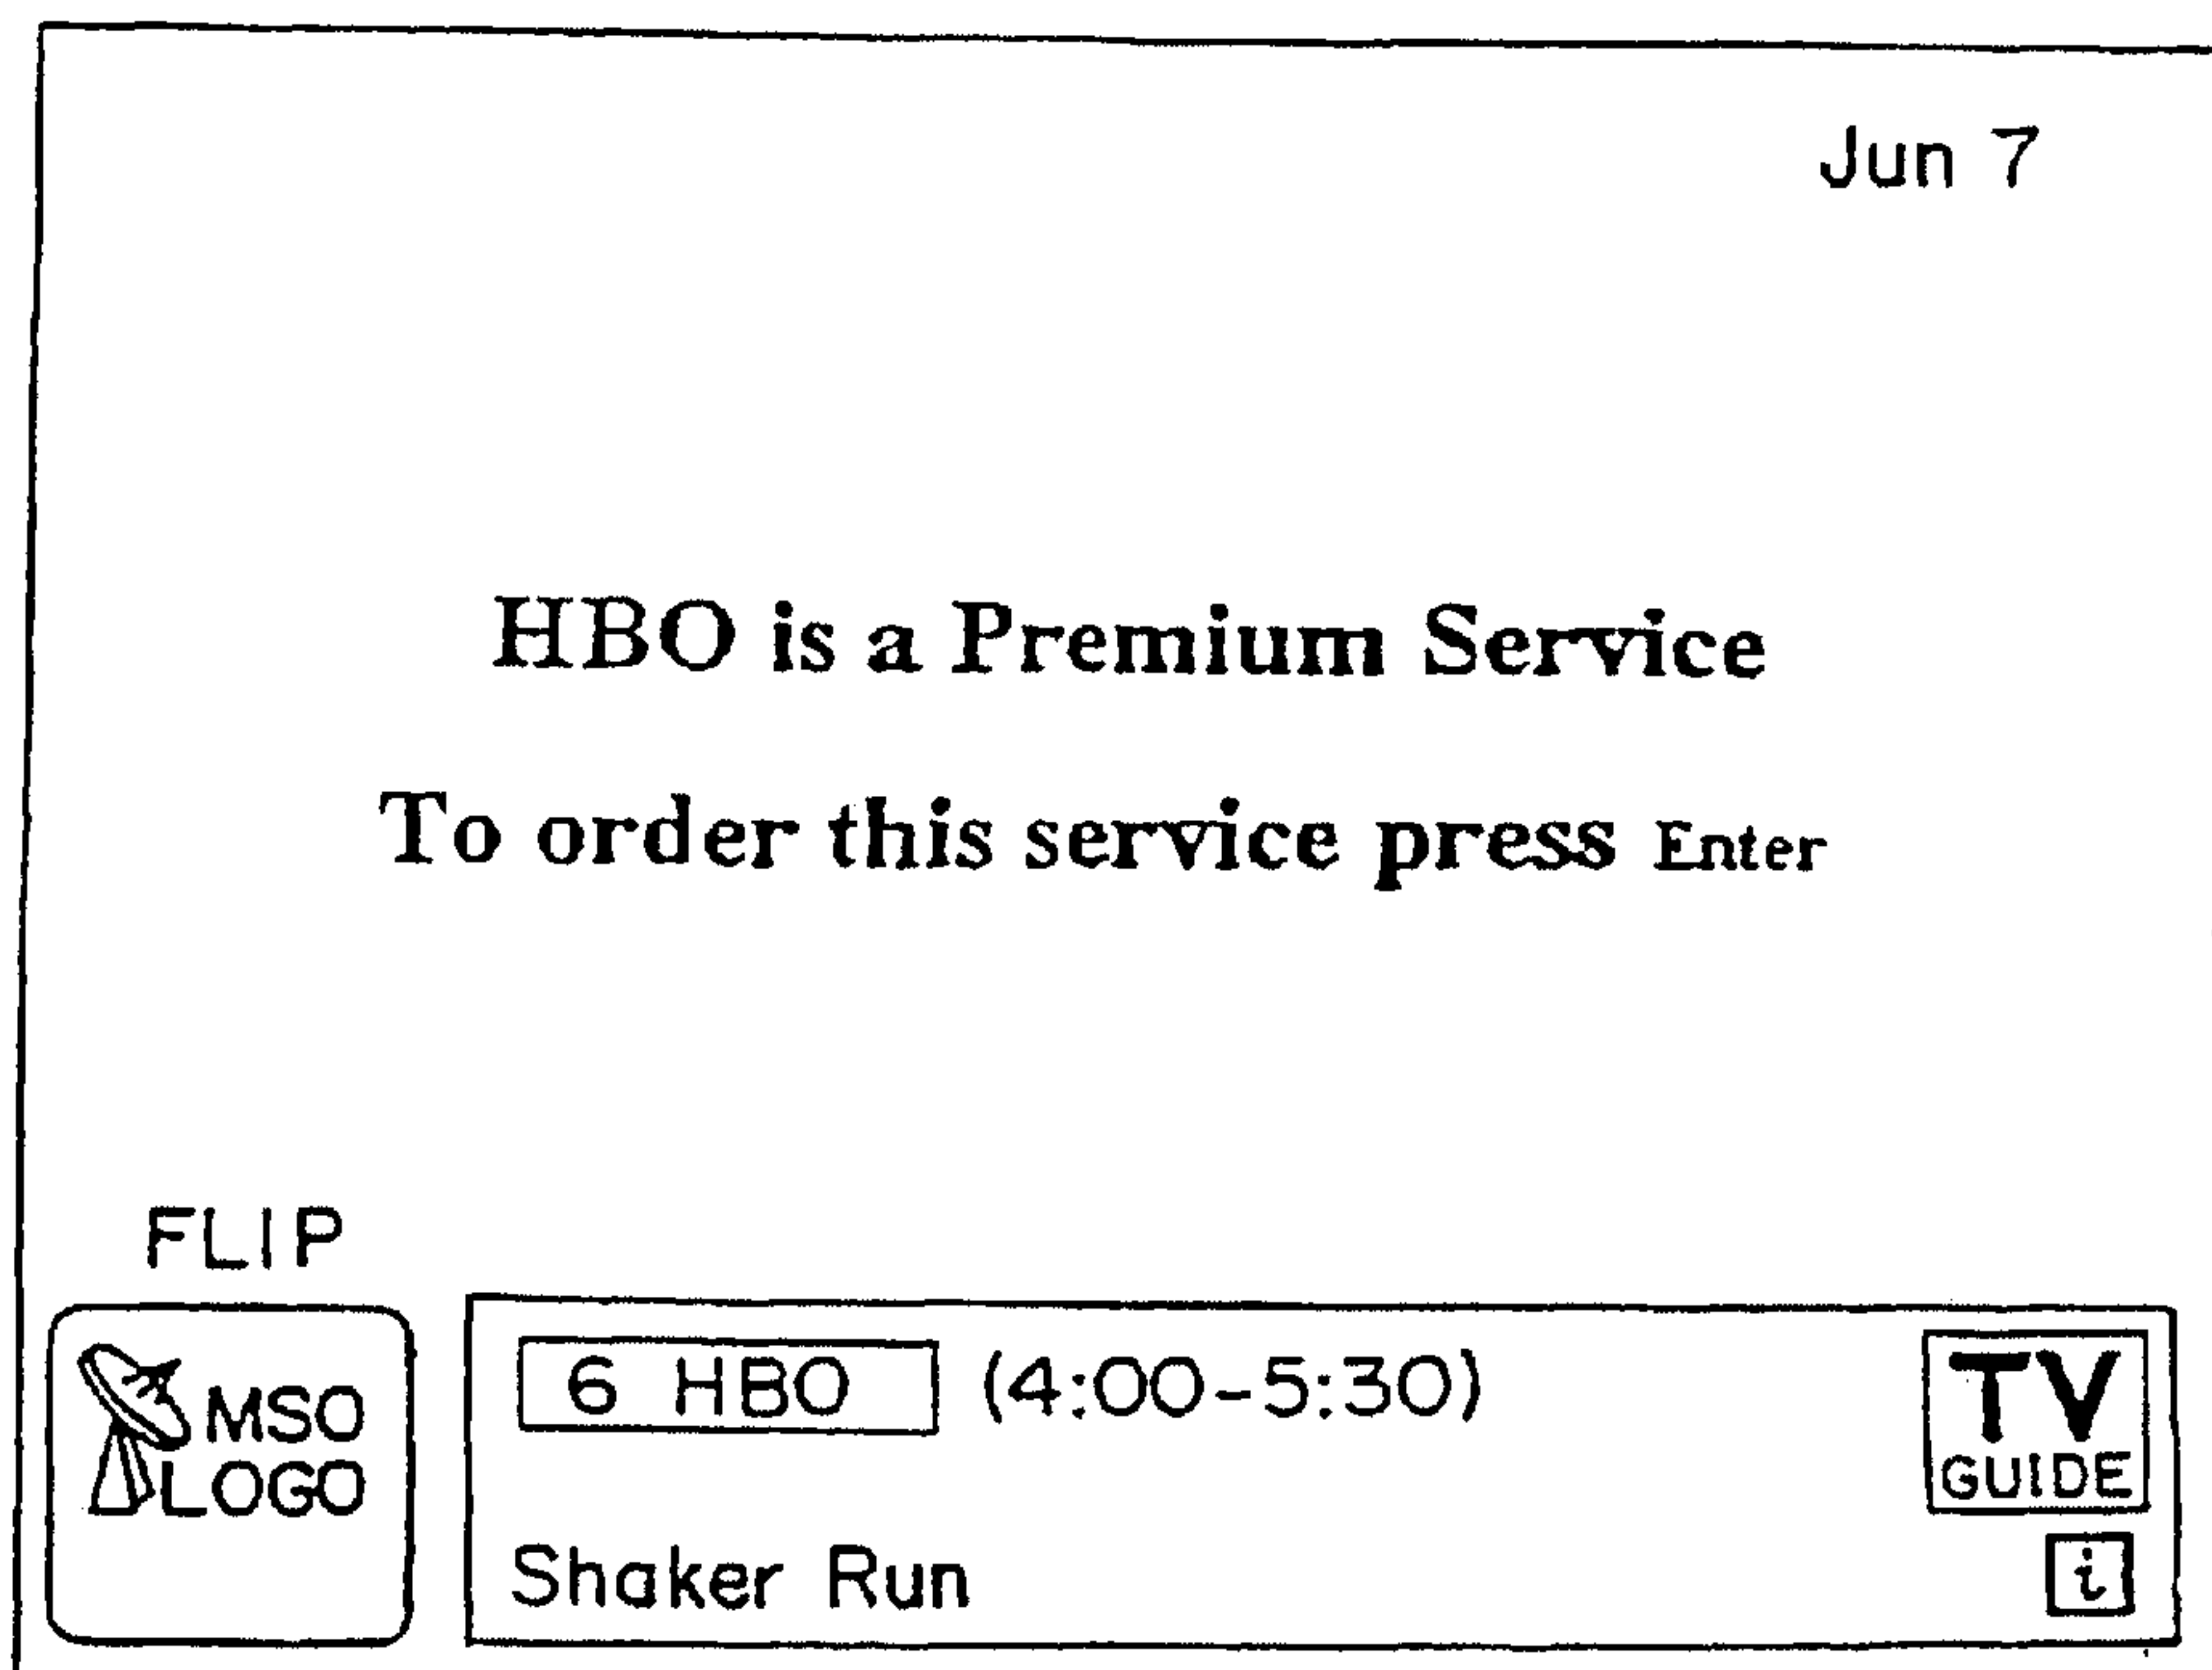 Jun 7
HBO is a Premium Service
To order this service press Enter
FLIP
MSO
LOGO
6 HBO (4:00-5:30)
Shaker Run
TV
GUIDE
i